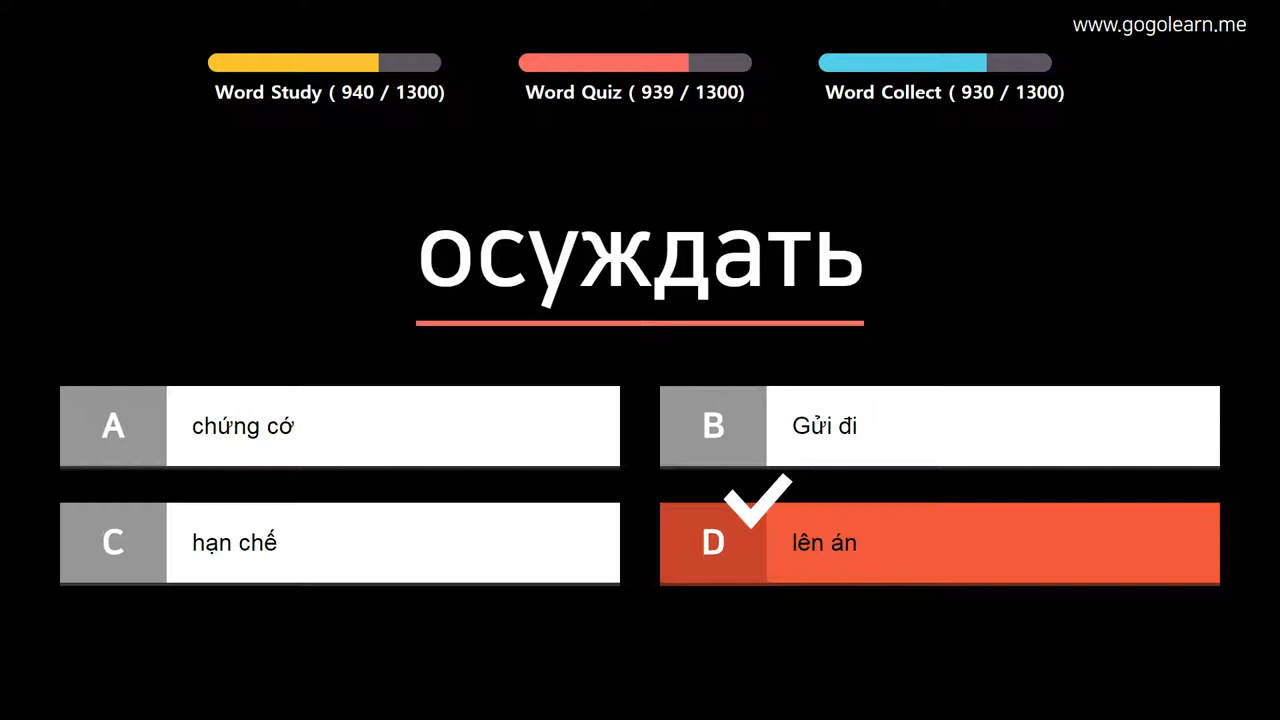 www.gogolearn.me
Word Study ( 940 / 1300)
Word Quiz ( 939 / 1300)
Word Collect ( 930 / 1300)
осуждать
A chứng cớ
B Gửi đi
C hạn chế
D lên án